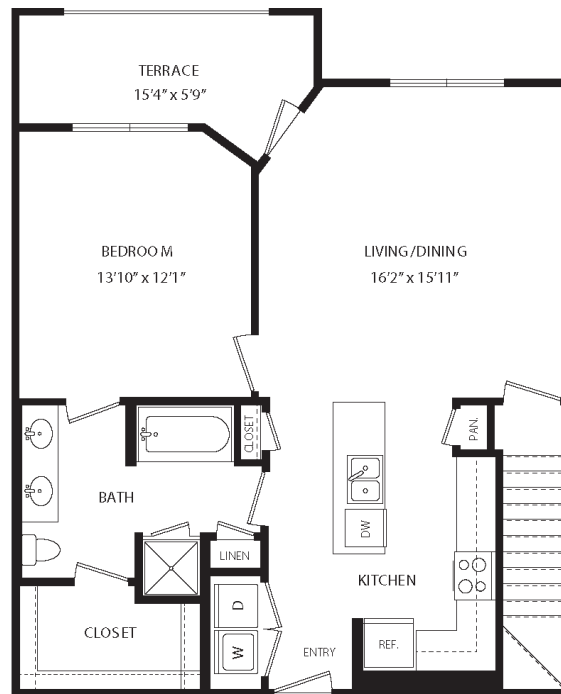 TERRACE
15'4" x 5'9"
BEDROOM
13'10" x 12'1"
LIVING/DINING
16'2" x 15'11"
CLOSET
PAN.
BATH
DW
LINEN
KITCHEN
D
CLOSET
W
ENTRY
REF.